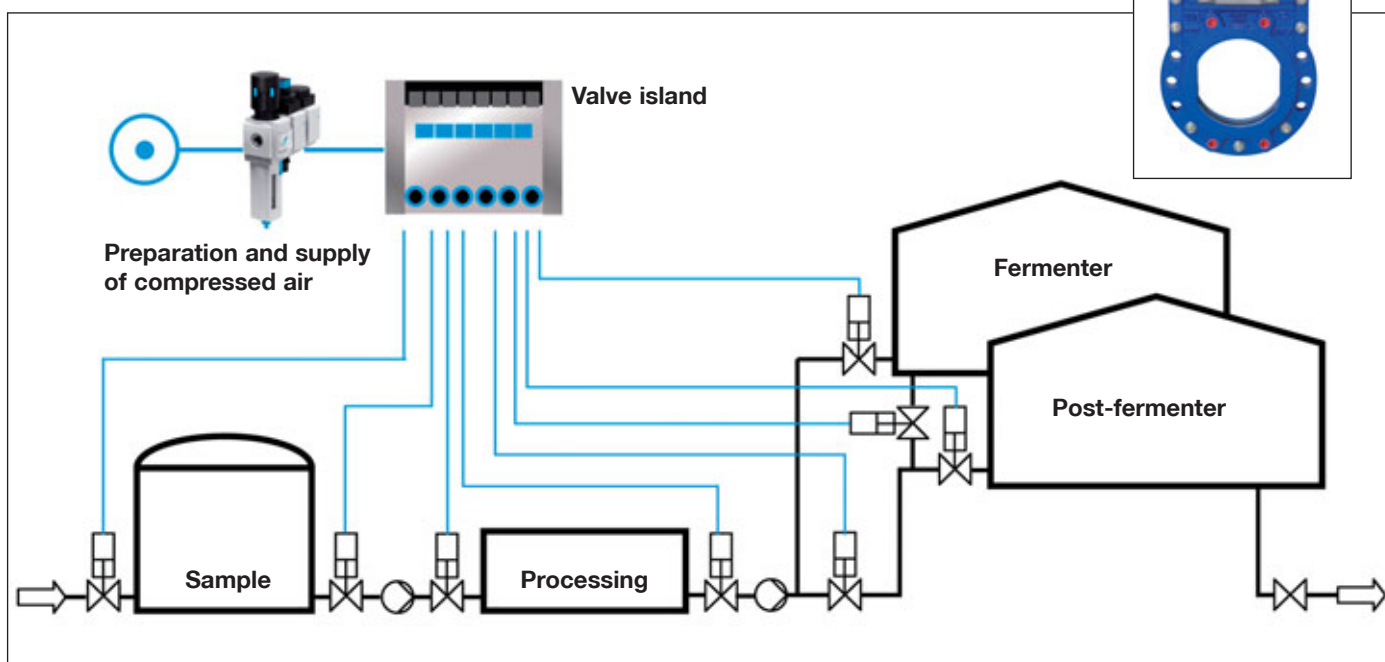 Valve island
Preparation and supply
of compressed air
Fermenter
Post-fermenter
Sample
Processing